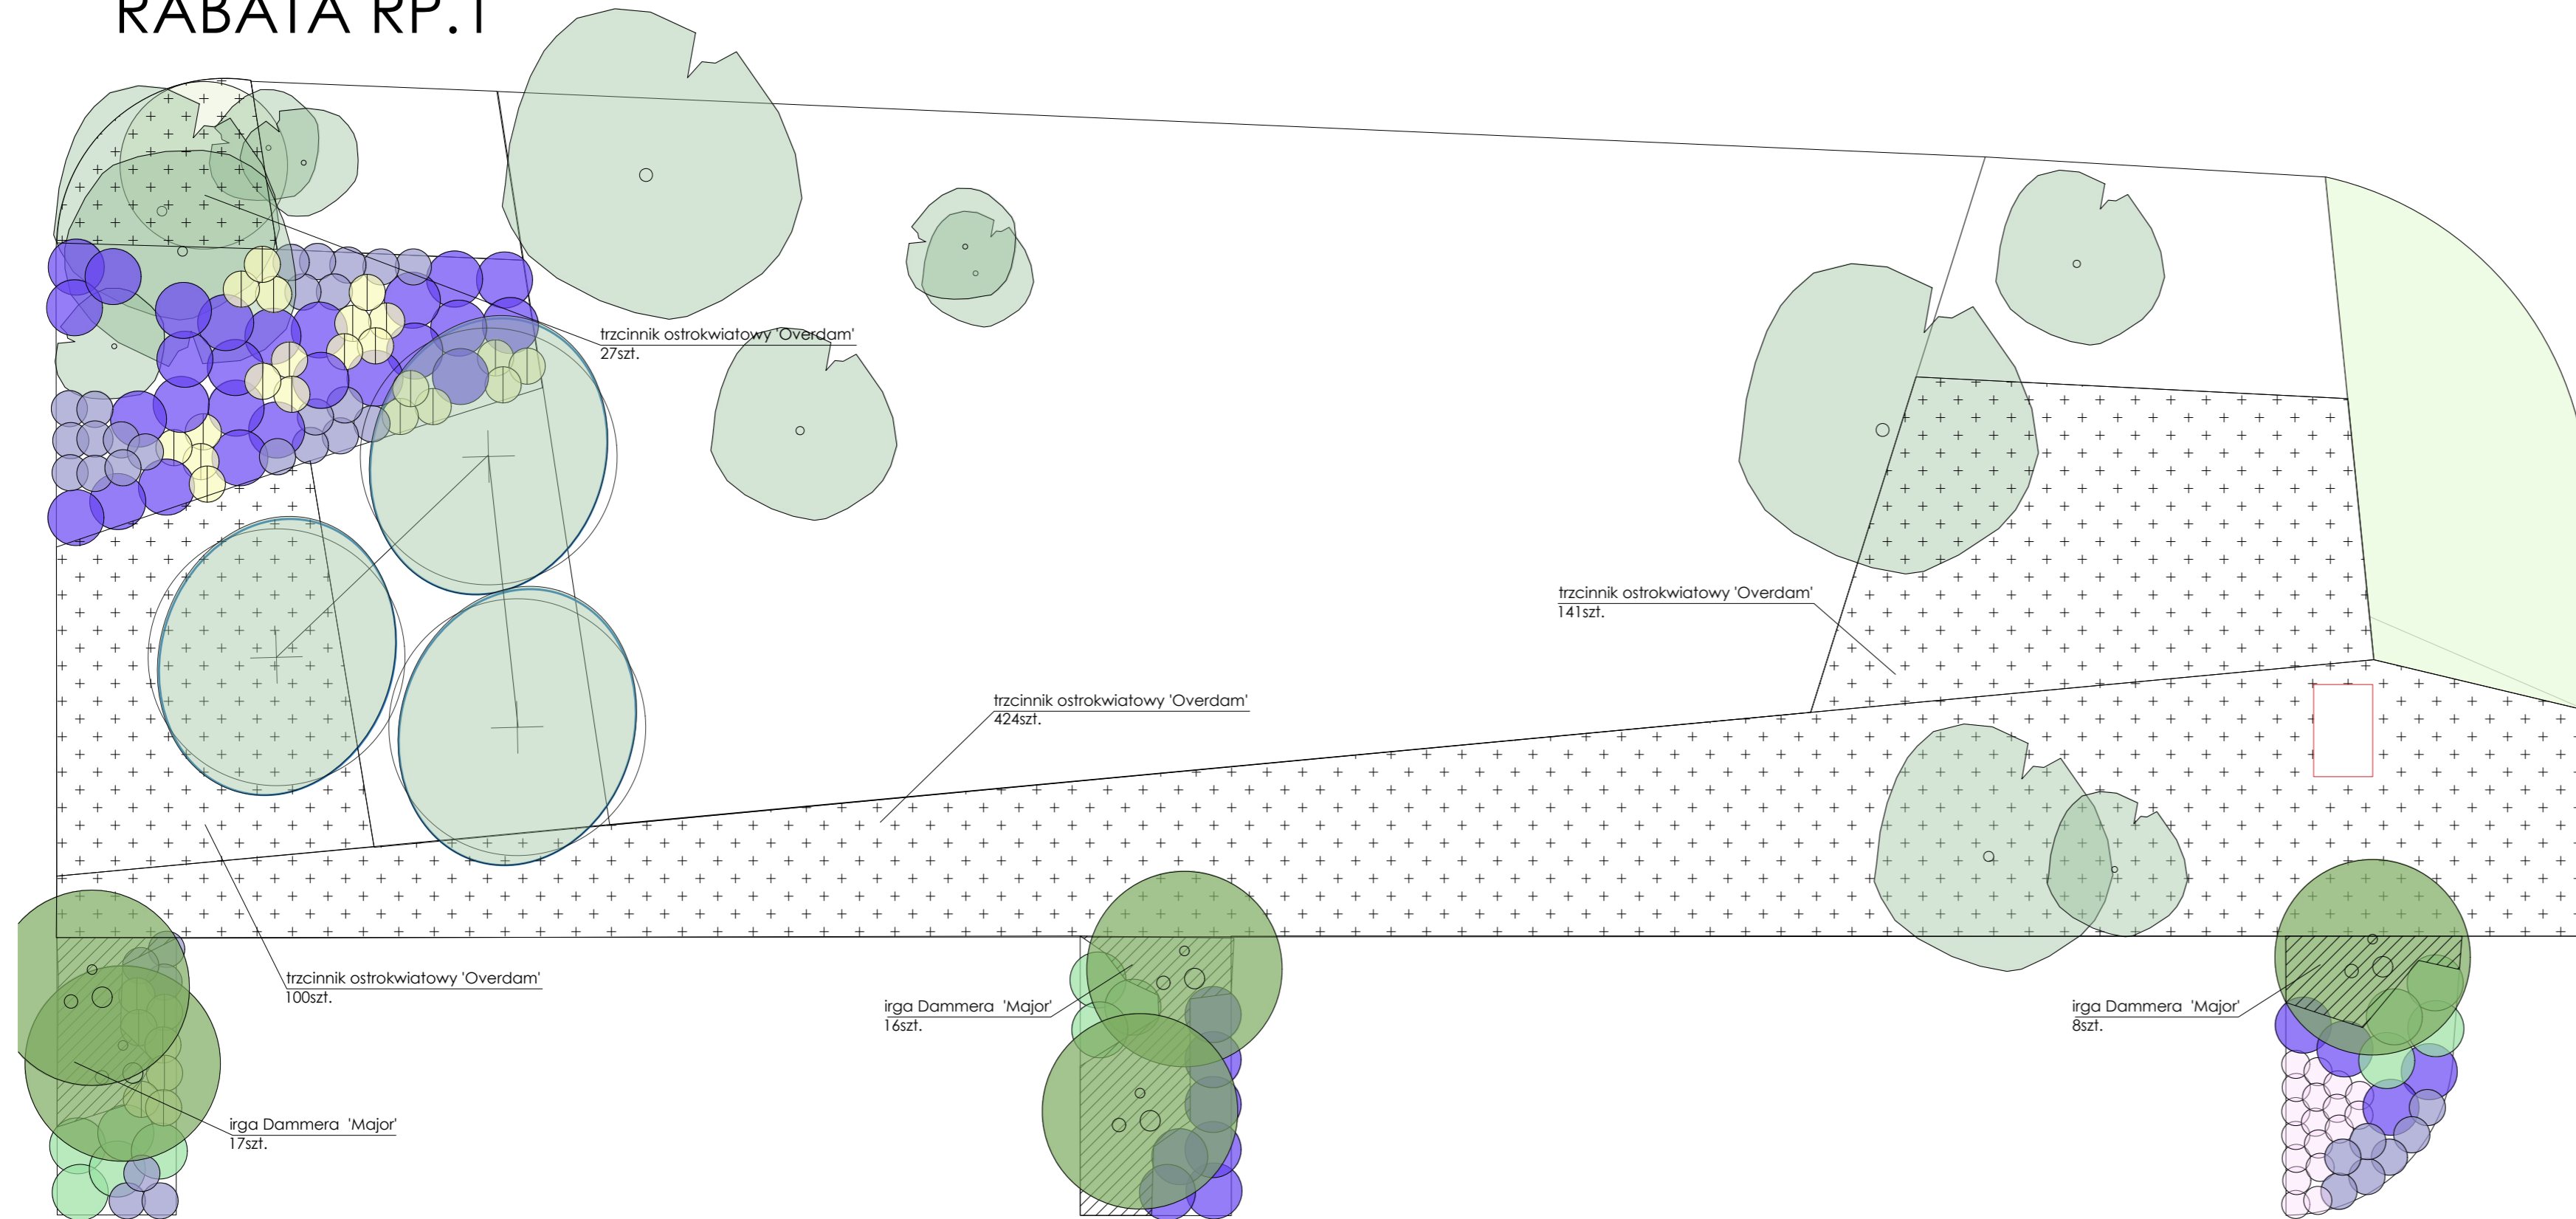 RABATA RP.1
trzcinnik ostrokwiatowy 'Overdam'
27szt.
trzcinnik ostrokwiatowy 'Overdam'
141szt.
trzcinnik ostrokwiatowy 'Overdam'
424szt.
trzcinnik ostrokwiatowy 'Overdam'
100szt.
irga Dammera 'Major'
16szt.
irga Dammera 'Major'
8szt.
irga Dammera 'Major'
17szt.